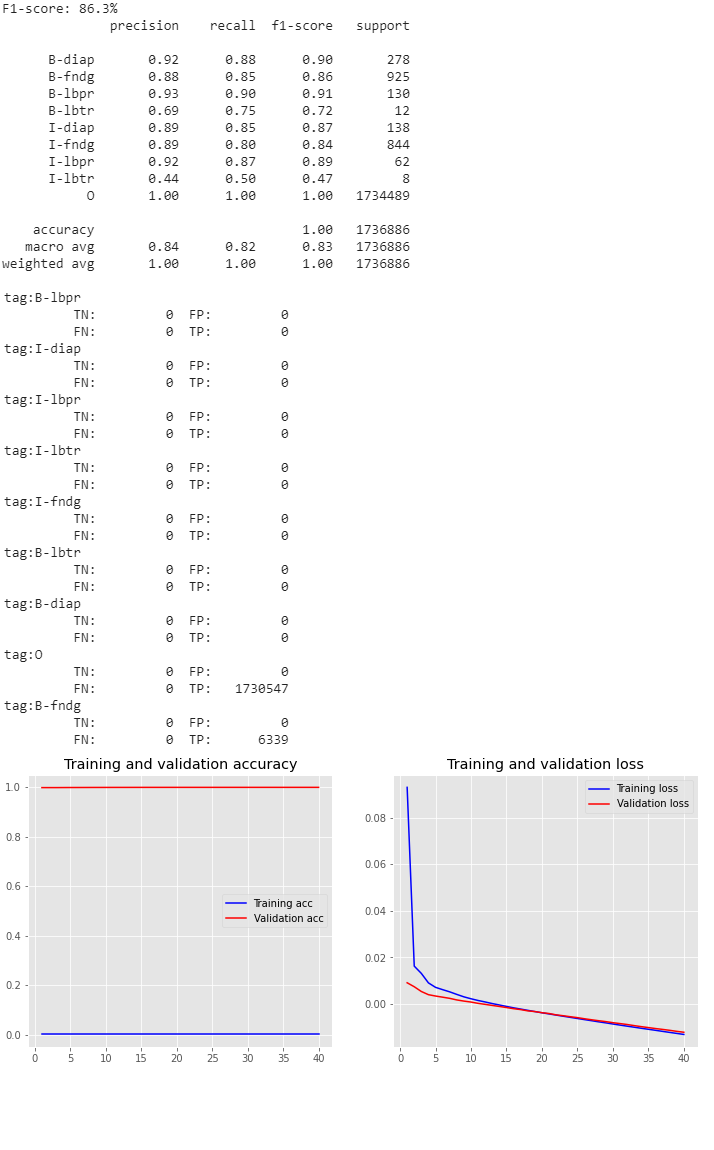 F1-score: 86.3%
precision recall f1-score support
B-diap 0.92 0.88 0.90 278
B-fndg 0.88 0.85 0.86 925
B-lbpr 0.93 0.90 0.91 130
B-lbtr 0.69 0.75 0.72 12
I-diap 0.89 0.85 0.87 138
I-fndg 0.89 0.80 0.84 844
I-lbpr 0.92 0.87 0.89 62
I-lbtr 0.44 0.50 0.47 8
O 1.00 1.00 1.00 1734489
accuracy 1.00 1736886
macro avg 0.84 0.82 0.83 1736886
weighted avg 1.00 1.00 1.00 1736886
tag:B-lbpr
TN: 0 FP: 0
FN: 0 TP: 0
tag:I-diap
TN: 0 FP: 0
FN: 0 TP: 0
tag:I-lbpr
TN: 0 FP: 0
FN: 0 TP: 0
tag:I-lbtr
TN: 0 FP: 0
FN: 0 TP: 0
tag:I-fndg
TN: 0 FP: 0
FN: 0 TP: 0
tag:B-lbtr
TN: 0 FP: 0
FN: 0 TP: 0
tag:B-diap
TN: 0 FP: 0
FN: 0 TP: 0
tag:O
TN: 0 FP: 0
FN: 0 TP: 1730547
tag:B-fndg
TN: 0 FP: 0
FN: 0 TP: 6339
Training and validation accuracy
1.0
0.8
0.6
0.4
0.2
0.0
Training acc
Validation acc
0 5 10 15 20 25 30 35 40
Training and validation loss
Training loss
Validation loss
0.08
0.06
0.04
0.02
0.00
0 5 10 15 20 25 30 35 40